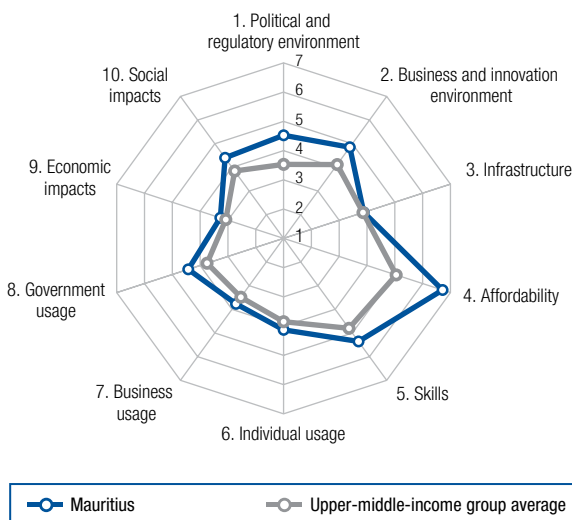 1. Political and
regulatory environment
2. Business and innovation
environment
3. Infrastructure
4. Affordability
5. Skills
6. Individual usage
7. Business
usage
8. Government
usage
9. Economic
impacts
10. Social
impacts
7
6
5
4
3
2
1
Mauritius
Upper-middle-income group average